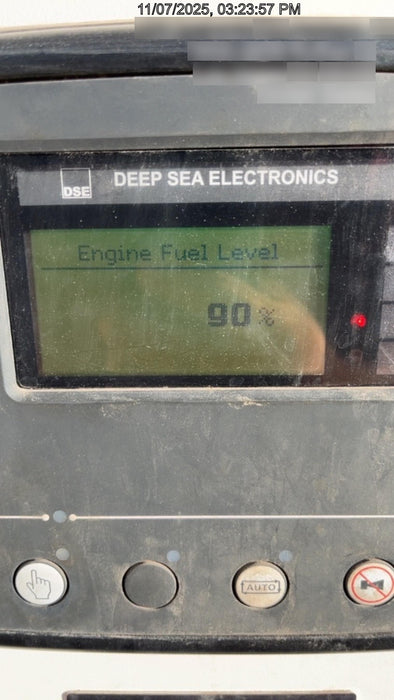 11/07/2025, 03:23:57 PM
DSE DEEP SEA ELECTRONICS
Engine Fuel Level
90 %
AUTO